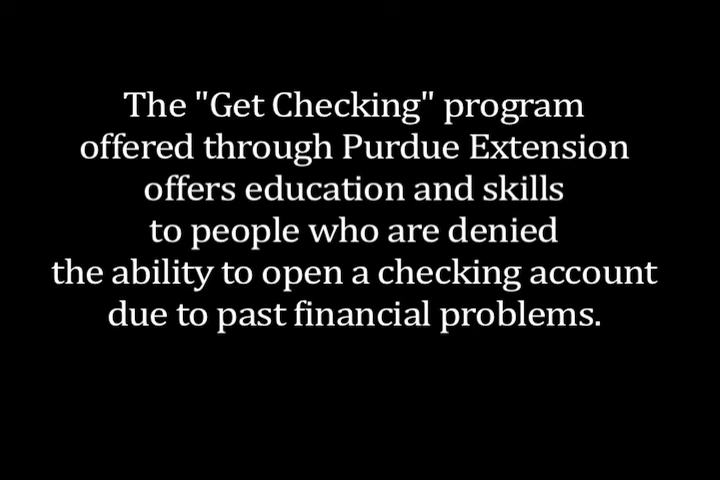 The "Get Checking" program
offered through Purdue Extension
offers education and skills
to people who are denied
the ability to open a checking account
due to past financial problems.